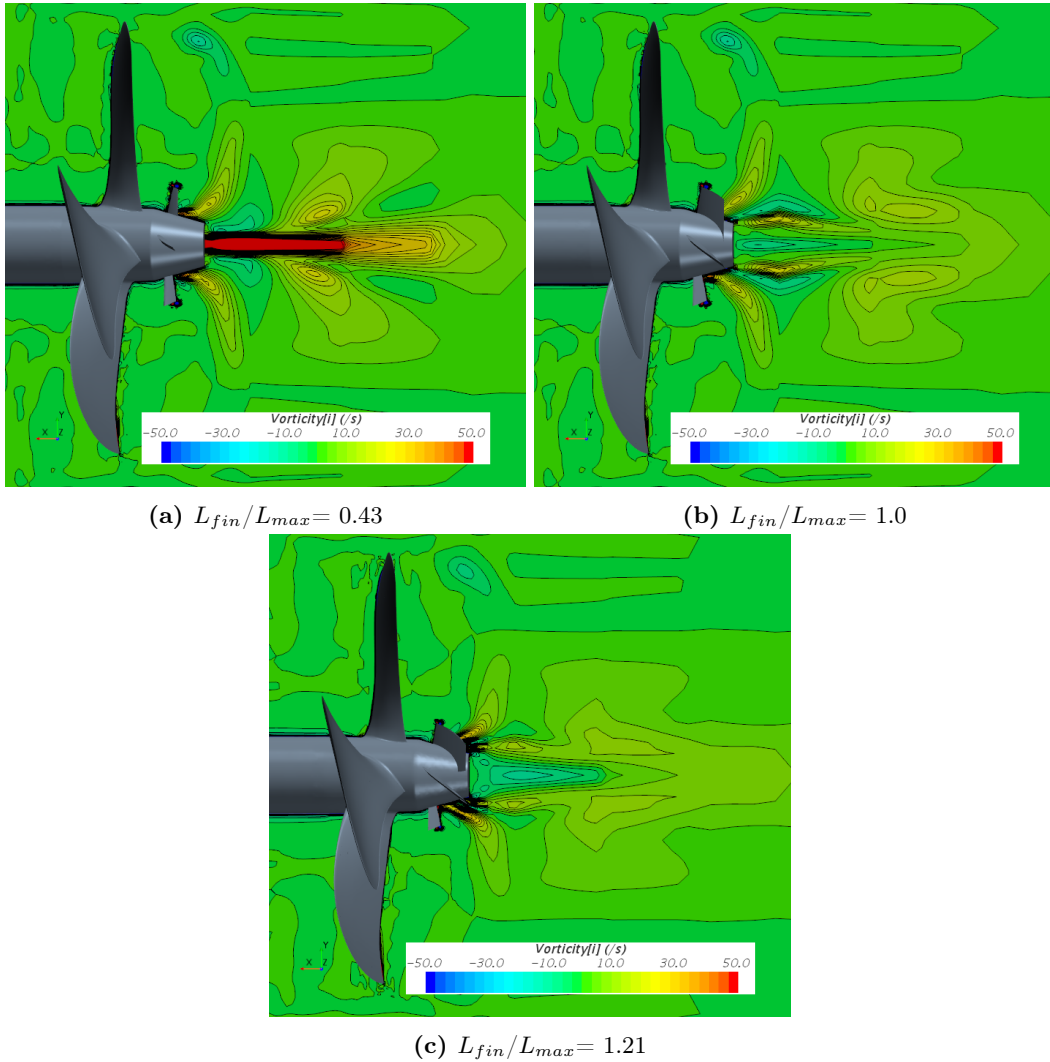 Y
X Z
Vorticity[i] (/s)
-50.0 -30.0 -10.0 10.0 30.0 50.0
Y
X Z
Vorticity[i] (/s)
-50.0 -30.0 -10.0 10.0 30.0 50.0
(a) L_fin/L_max= 0.43
(b) L_fin/L_max= 1.0
Y
X Z
Vorticity[i] (/s)
-50.0 -30.0 -10.0 10.0 30.0 50.0
(c) L_fin/L_max= 1.21